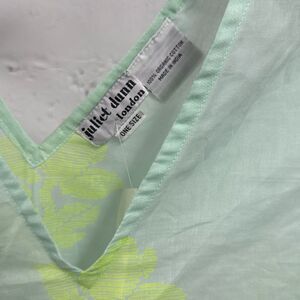 juliet dunn
london
ONE SIZE
100% ORGANIC COTTON
MADE IN INDIA